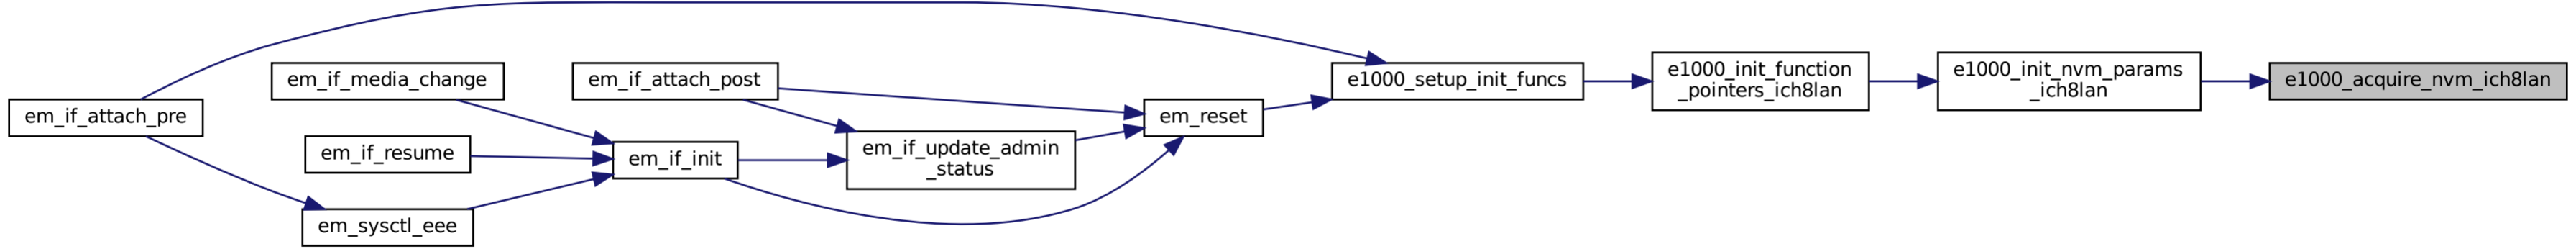 em_if_attach_pre
em_if_media_change
em_if_resume
em_sysctl_eee
em_if_attach_post
em_if_init
em_if_update_admin
_status
em_reset
e1000_setup_init_funcs
e1000_init_function
_pointers_ich8lan
e1000_init_nvm_params
_ich8lan
e1000_acquire_nvm_ich8lan